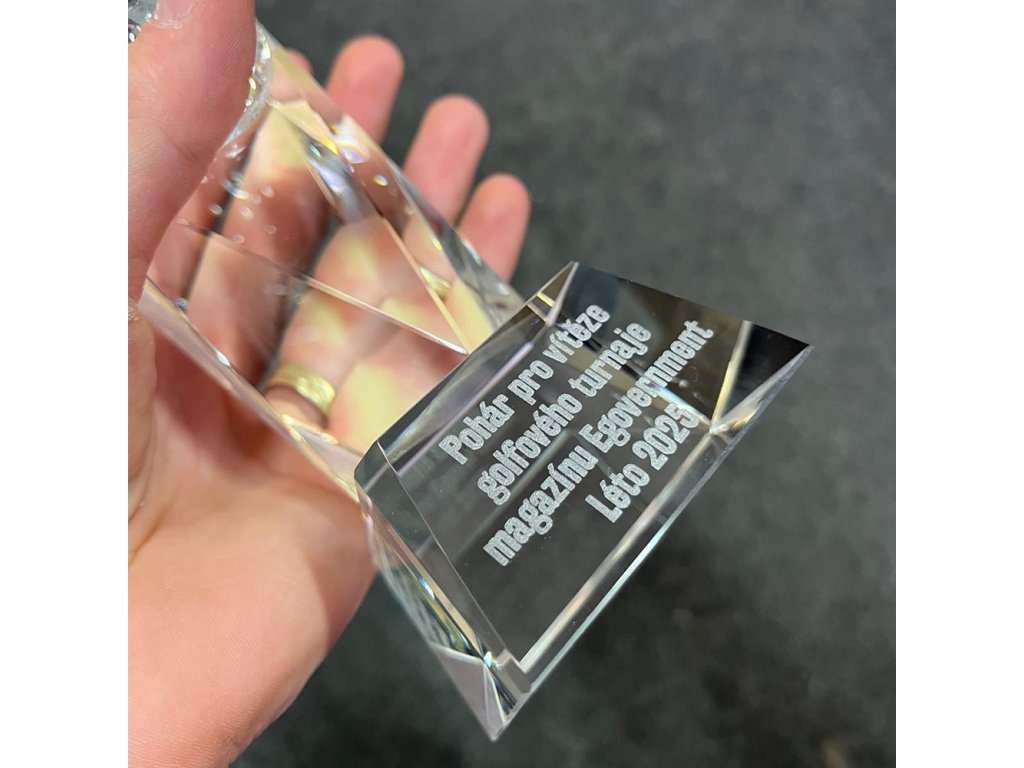 Pohár pro vítěze
golfového turnaje
magazínu Egovernment
Léto 2025